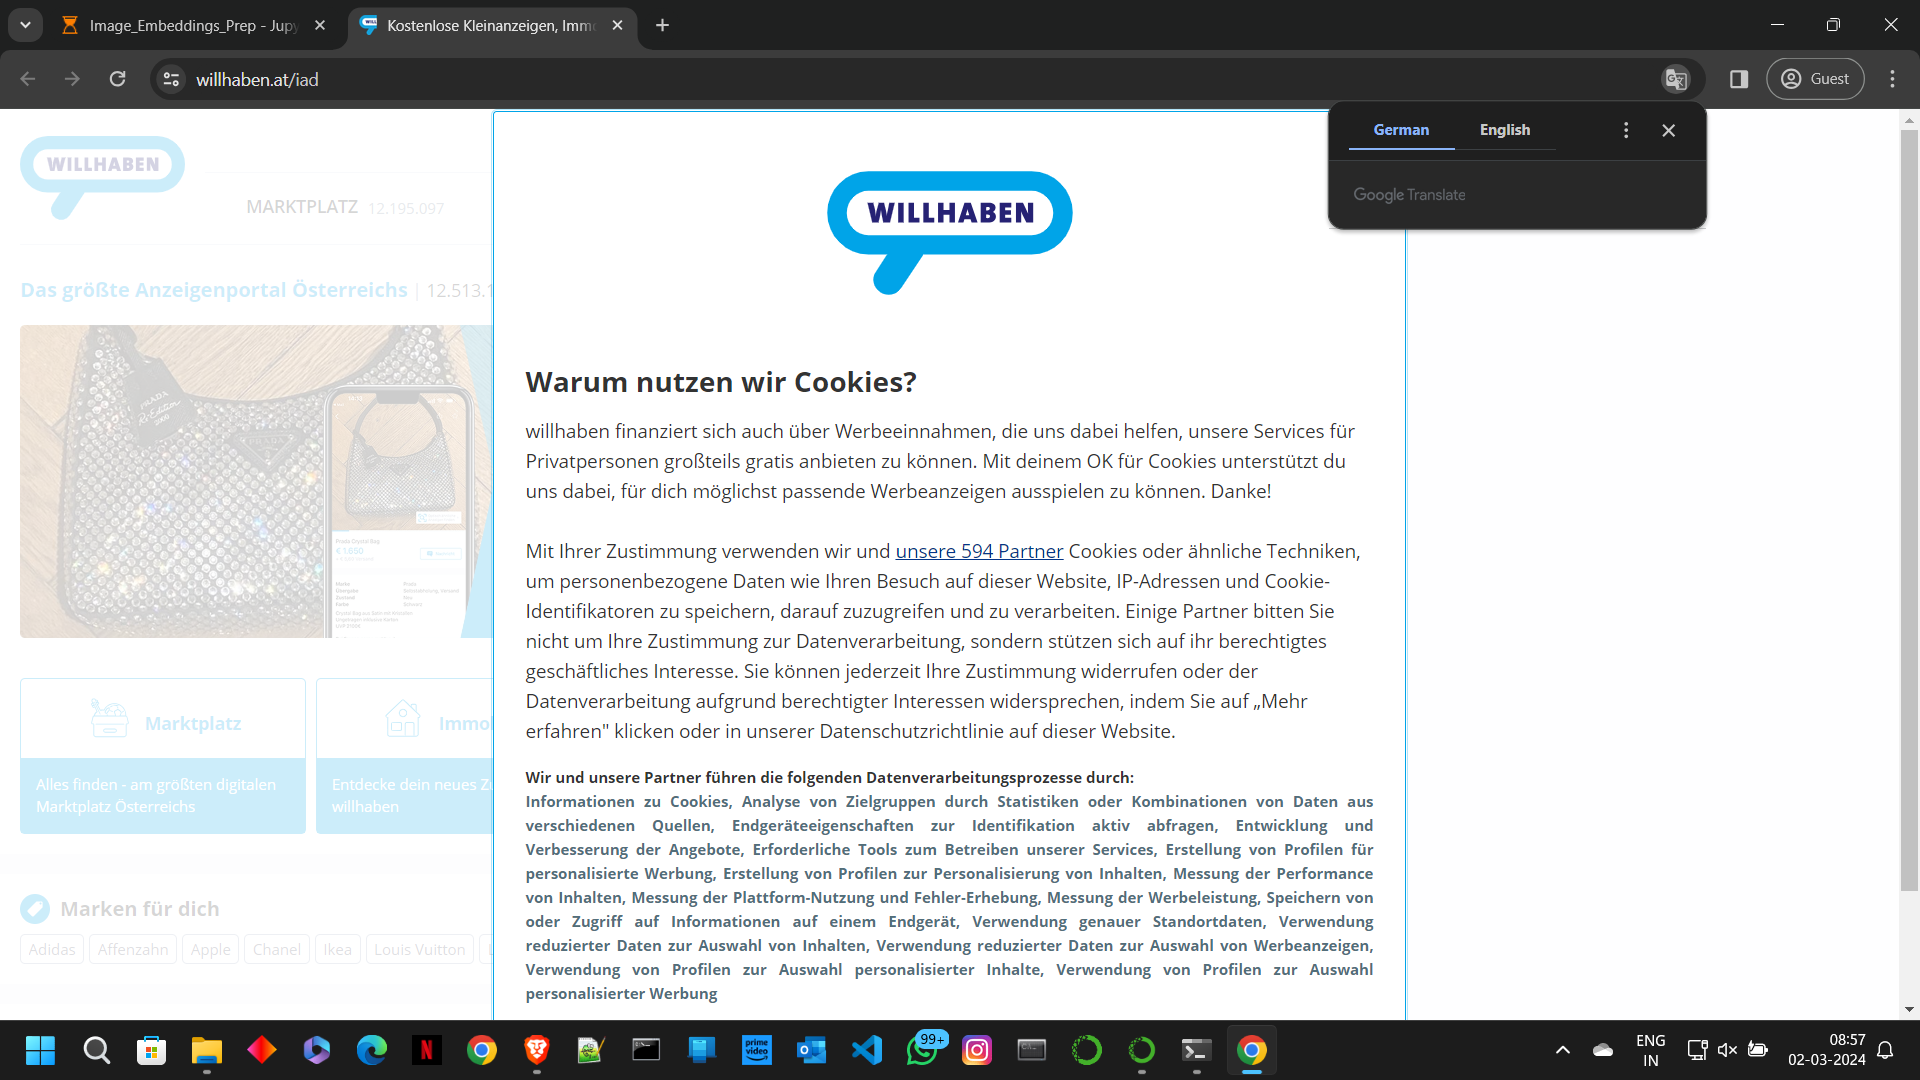 Image_Embeddings_Prep - Jupy
Kostenlose Kleinanzeigen, Immo
willhaben.at/iad
Guest
German
English
Google Translate
WILLHABEN
MARKTPLATZ 12.195.097
Das größte Anzeigenportal Österreichs | 12.513.1
PRADA
Re-Edition
2000
Prada Crystal Bag
€ 1.650
Marktplatz
Alles finden - am größten digitalen
Marktplatz Österreichs
Immol
Entdecke dein neues Zu
willhaben
Marken für dich
Adidas
Affenzahn
Apple
Chanel
Ikea
Louis Vuitton
WILLHABEN
Warum nutzen wir Cookies?
willhaben finanziert sich auch über Werbeeinnahmen, die uns dabei helfen, unsere Services für
Privatpersonen großteils gratis anbieten zu können. Mit deinem OK für Cookies unterstützt du
uns dabei, für dich möglichst passende Werbeanzeigen ausspielen zu können. Danke!
Mit Ihrer Zustimmung verwenden wir und unsere 594 Partner Cookies oder ähnliche Techniken,
um personenbezogene Daten wie Ihren Besuch auf dieser Website, IP-Adressen und Cookie-
Identifikatoren zu speichern, darauf zuzugreifen und zu verarbeiten. Einige Partner bitten Sie
nicht um Ihre Zustimmung zur Datenverarbeitung, sondern stützen sich auf ihr berechtigtes
geschäftliches Interesse. Sie können jederzeit Ihre Zustimmung widerrufen oder der
Datenverarbeitung aufgrund berechtigter Interessen widersprechen, indem Sie auf „Mehr
erfahren" klicken oder in unserer Datenschutzrichtlinie auf dieser Website.
Wir und unsere Partner führen die folgenden Datenverarbeitungsprozesse durch:
Informationen zu Cookies, Analyse von Zielgruppen durch Statistiken oder Kombinationen von Daten aus
verschiedenen Quellen, Endgeräteeigenschaften zur Identifikation aktiv abfragen, Entwicklung und
Verbesserung der Angebote, Erforderliche Tools zum Betreiben unserer Services, Erstellung von Profilen für
personalisierte Werbung, Erstellung von Profilen zur Personalisierung von Inhalten, Messung der Performance
von Inhalten, Messung der Plattform-Nutzung und Fehler-Erhebung, Messung der Werbeleistung, Speichern von
oder Zugriff auf Informationen auf einem Endgerät, Verwendung genauer Standortdaten, Verwendung
reduzierter Daten zur Auswahl von Inhalten, Verwendung reduzierter Daten zur Auswahl von Werbeanzeigen,
Verwendung von Profilen zur Auswahl personalisierter Inhalte, Verwendung von Profilen zur Auswahl
personalisierter Werbung
prime video
99+
ENG
IN
08:57
02-03-2024